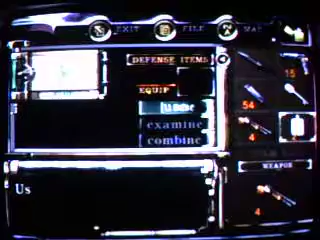 EXIT FILE MAP
DEFENSE ITEMS
EQUIP
15
54
examine
4
combine
WEAPON
Us
4